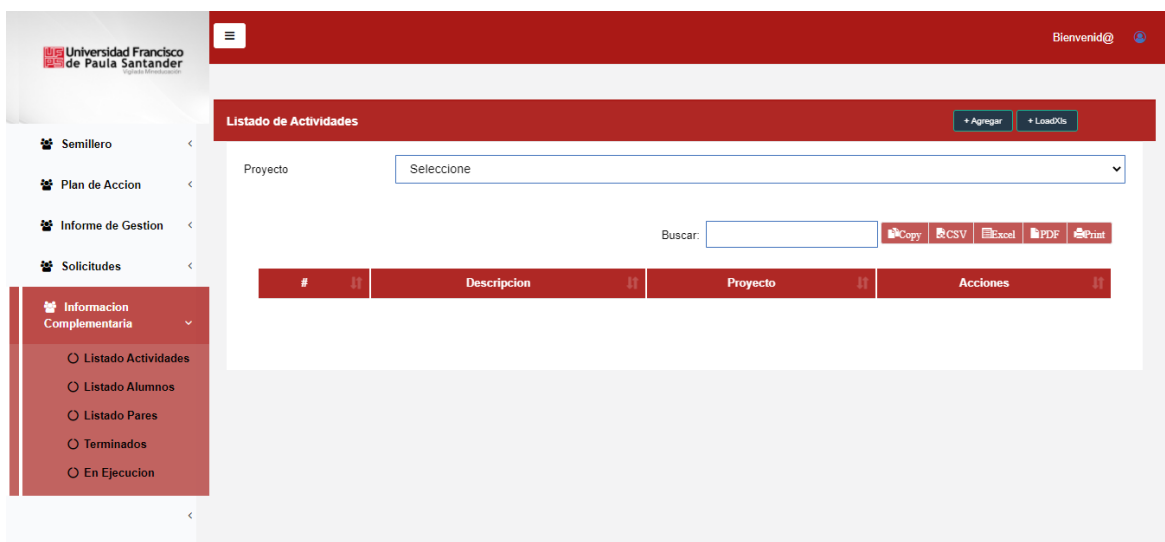 Universidad Francisco
de Paula Santander
Vigilada Mineducación
Bienvenid@
Listado de Actividades
+ Agregar
+ LoadXls
Semillero
Plan de Accion
Informe de Gestion
Solicitudes
Informacion
Complementaria
Listado Actividades
Listado Alumnos
Listado Pares
Terminados
En Ejecucion
Proyecto
Seleccione
Buscar:
Copy
CSV
Excel
PDF
Print
# Descripcion Proyecto Acciones